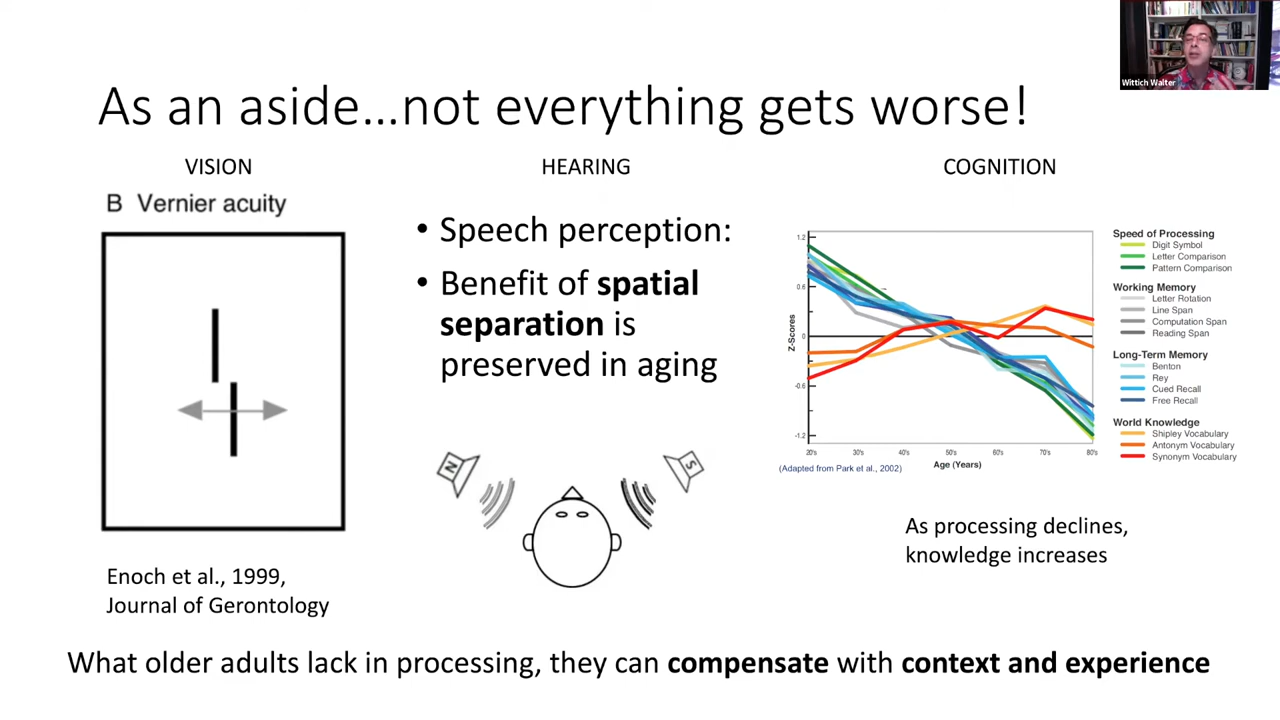 Wittich Walter
As an aside...not everything gets worse!
VISION
B Vernier acuity
Enoch et al., 1999,
Journal of Gerontology
HEARING
• Speech perception:
• Benefit of spatial
separation is
preserved in aging
N
S
COGNITION
Z-Scores
1.2
0.6
0
-0.6
-1.2
20's 30's 40's 50's 60's 70's 80's
Age (Years)
(Adapted from Park et al., 2002)
Speed of Processing
Digit Symbol
Letter Comparison
Pattern Comparison
Working Memory
Letter Rotation
Line Span
Computation Span
Reading Span
Long-Term Memory
Benton
Rey
Cued Recall
Free Recall
World Knowledge
Shipley Vocabulary
Antonym Vocabulary
Synonym Vocabulary
As processing declines,
knowledge increases
What older adults lack in processing, they can compensate with context and experience